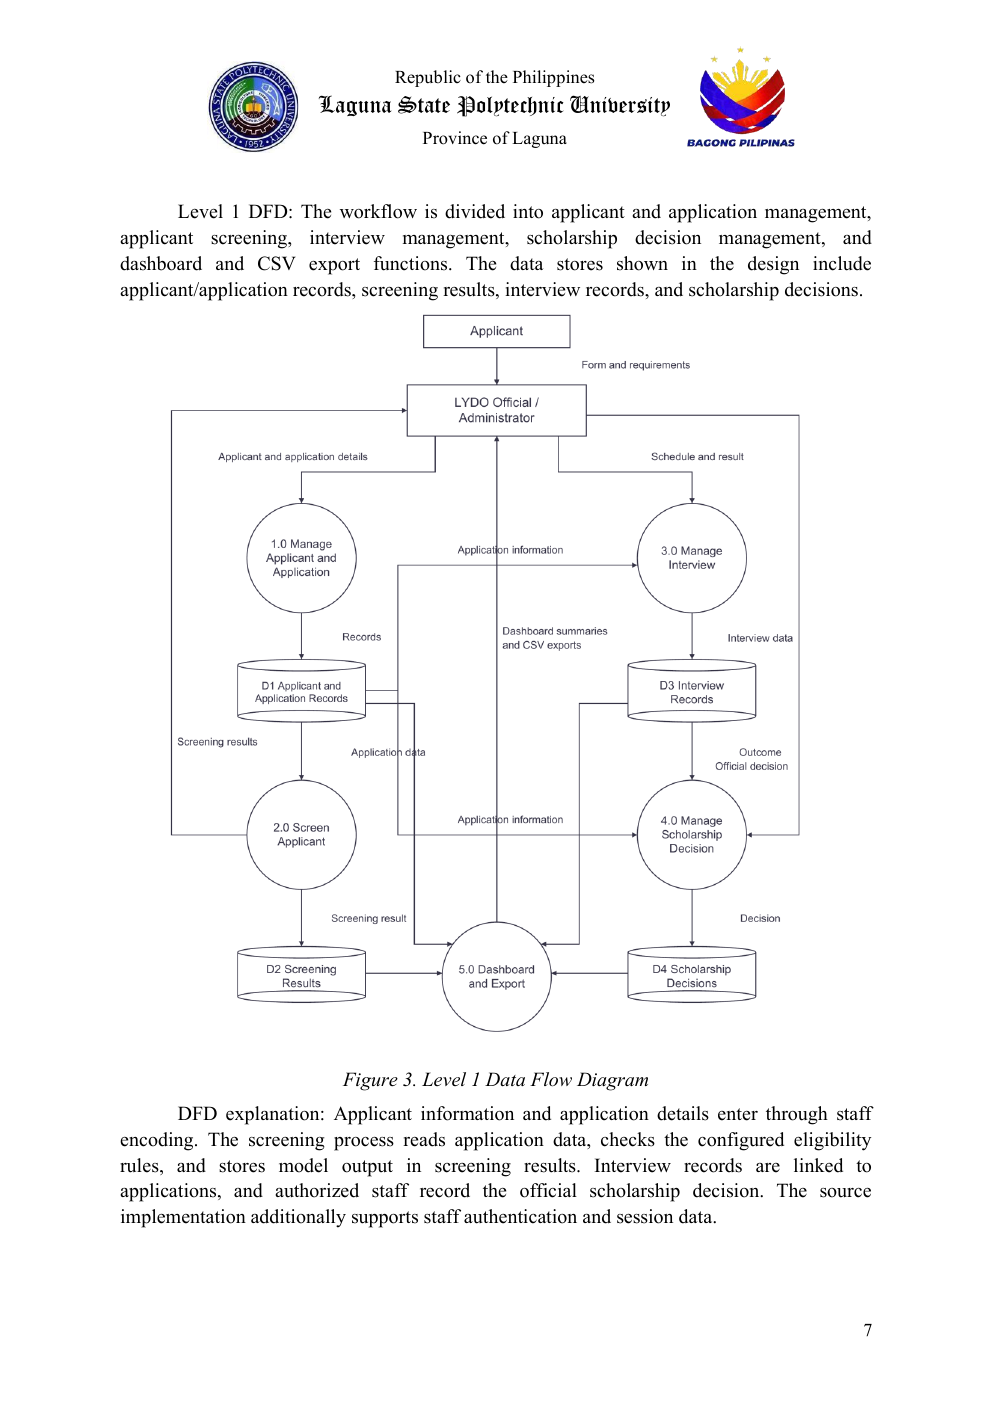 Republic of the Philippines
Laguna State Polytechnic University
Province of Laguna
LAGUNA STATE POLYTECHNIC UNIVERSITY
1952
BAGONG PILIPINAS
Level 1 DFD: The workflow is divided into applicant and application management,
applicant screening, interview management, scholarship decision management, and
dashboard and CSV export functions. The data stores shown in the design include
applicant/application records, screening results, interview records, and scholarship decisions.
Applicant
Form and requirements
LYDO Official /
Administrator
Applicant and application details
Schedule and result
1.0 Manage
Applicant and
Application
Application information
3.0 Manage
Interview
Records
Dashboard summaries
and CSV exports
Interview data
D1 Applicant and
Application Records
D3 Interview
Records
Screening results
Application data
Outcome
Official decision
2.0 Screen
Applicant
Application information
4.0 Manage
Scholarship
Decision
Screening result
Decision
D2 Screening
Results
5.0 Dashboard
and Export
D4 Scholarship
Decisions
Figure 3. Level 1 Data Flow Diagram
DFD explanation: Applicant information and application details enter through staff
encoding. The screening process reads application data, checks the configured eligibility
rules, and stores model output in screening results. Interview records are linked to
applications, and authorized staff record the official scholarship decision. The source
implementation additionally supports staff authentication and session data.
7